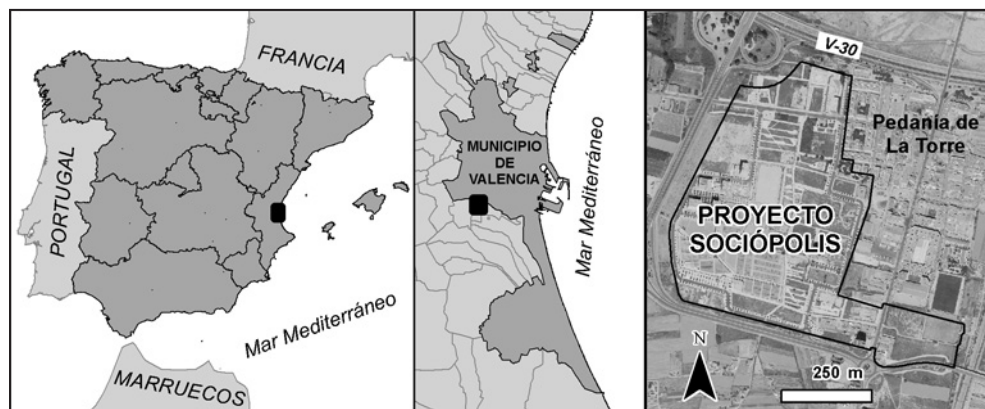 FRANCIA
PORTUGAL
Mar Mediterráneo
MARRUECOS
MUNICIPIO
DE
VALENCIA
Mar Mediterráneo
V-30
Pedanía de
La Torre
PROYECTO
SOCIÓPOLIS
N
250 m